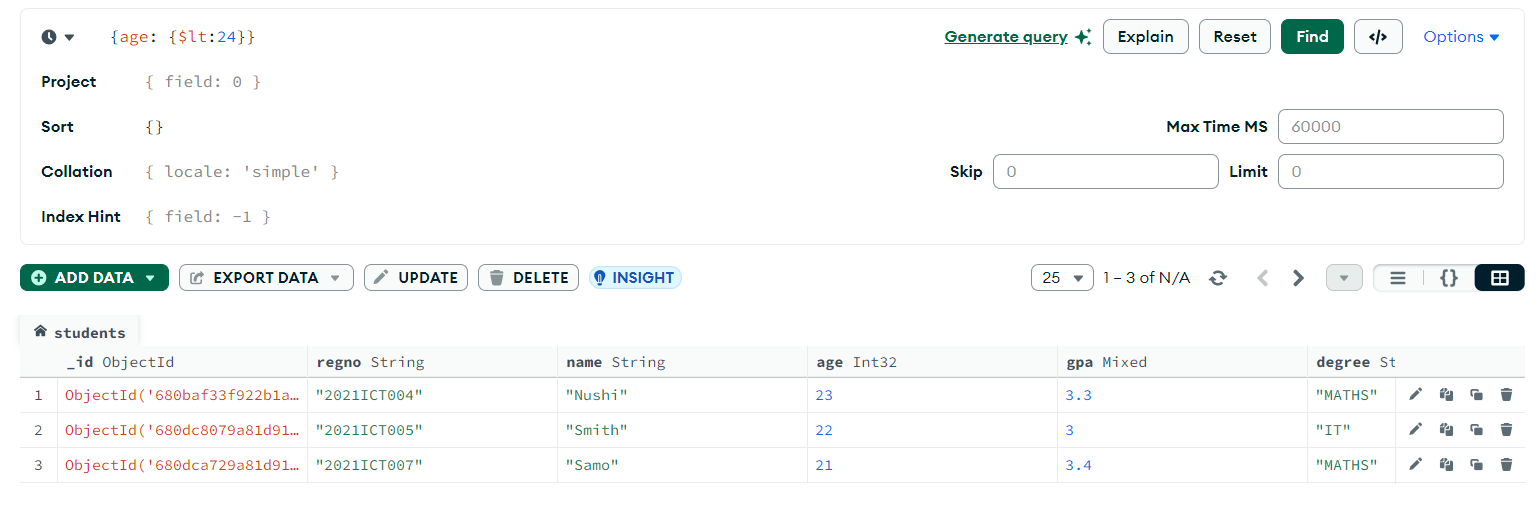 {age: {$lt:24}} Generate query Explain Reset Find </> Options
Project { field: 0 }
Sort {} Max Time MS 60000
Collation { locale: 'simple' } Skip 0 Limit 0
Index Hint { field: -1 }
ADD DATA EXPORT DATA UPDATE DELETE INSIGHT 25 1 – 3 of N/A {}
students
_id ObjectId regno String name String age Int32 gpa Mixed degree St
1 ObjectId('680baf33f922b1a… "2021ICT004" "Nushi" 23 3.3 "MATHS"
2 ObjectId('680dc8079a81d91… "2021ICT005" "Smith" 22 3 "IT"
3 ObjectId('680dca729a81d91… "2021ICT007" "Samo" 21 3.4 "MATHS"